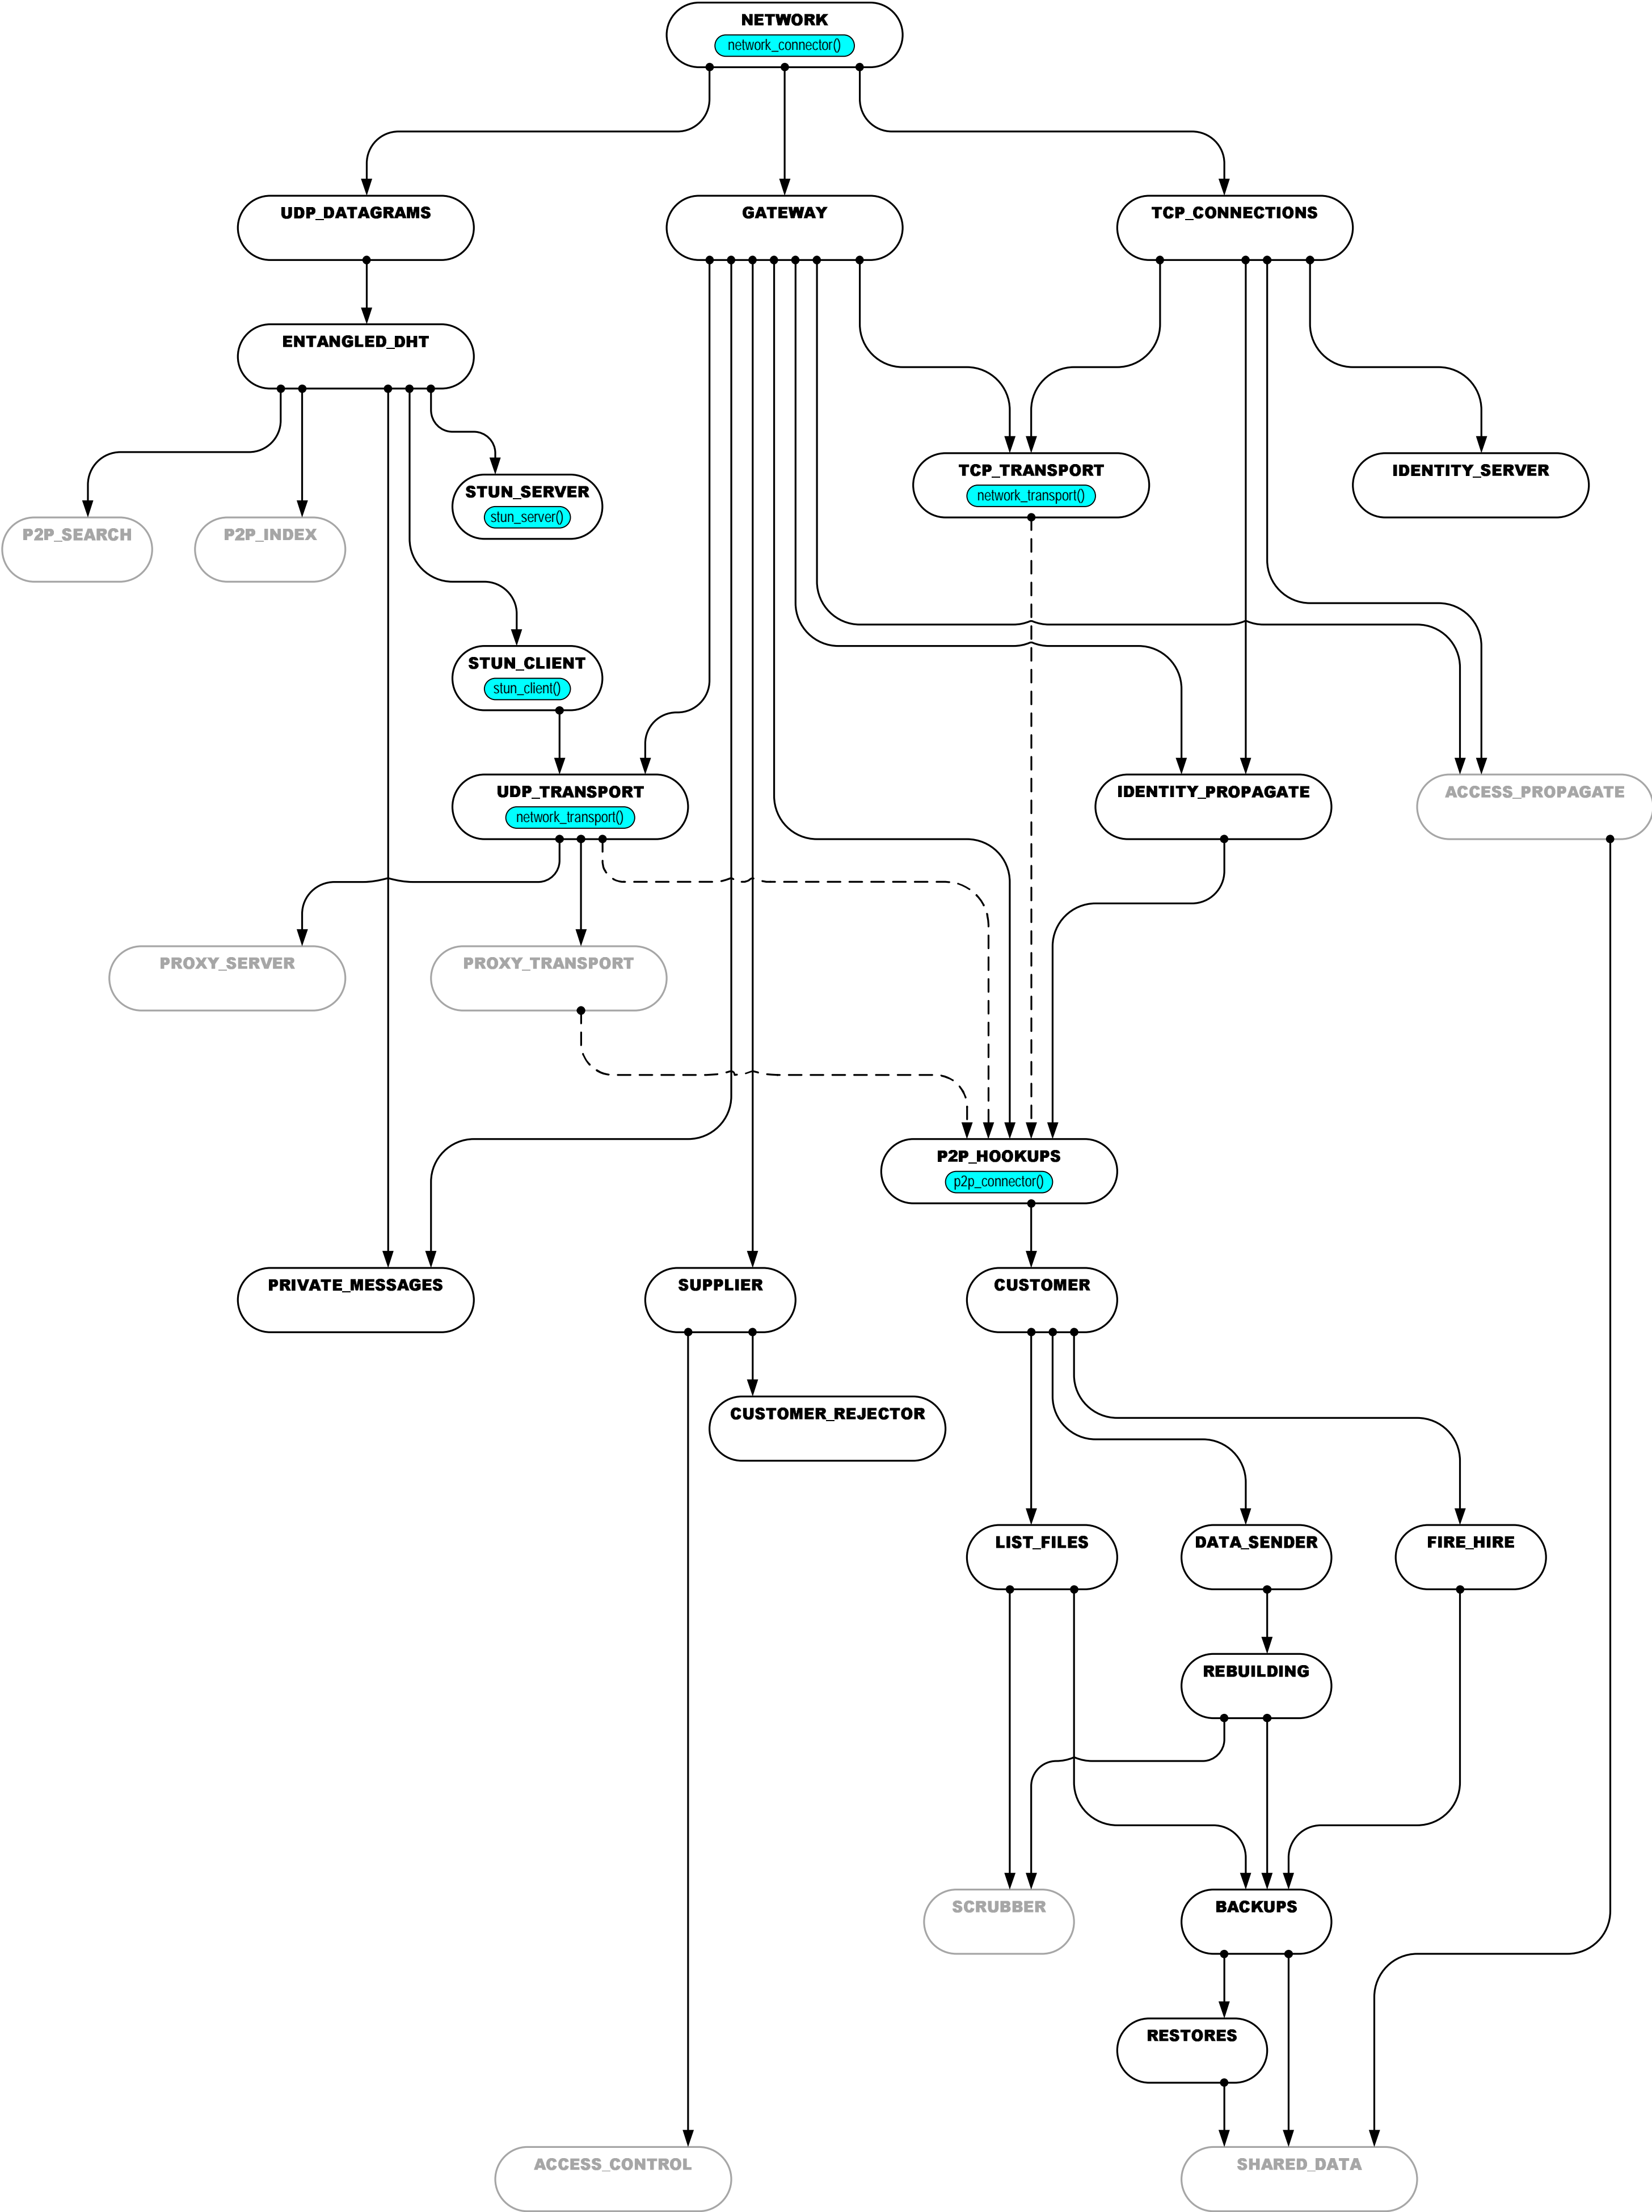 NETWORK
network_connector()
UDP_DATAGRAMS
GATEWAY
TCP_CONNECTIONS
ENTANGLED_DHT
STUN_SERVER
stun_server()
TCP_TRANSPORT
network_transport()
IDENTITY_SERVER
P2P_SEARCH
P2P_INDEX
STUN_CLIENT
stun_client()
UDP_TRANSPORT
network_transport()
IDENTITY_PROPAGATE
ACCESS_PROPAGATE
PROXY_SERVER
PROXY_TRANSPORT
P2P_HOOKUPS
p2p_connector()
PRIVATE_MESSAGES
SUPPLIER
CUSTOMER
CUSTOMER_REJECTOR
LIST_FILES
DATA_SENDER
FIRE_HIRE
REBUILDING
SCRUBBER
BACKUPS
RESTORES
ACCESS_CONTROL
SHARED_DATA